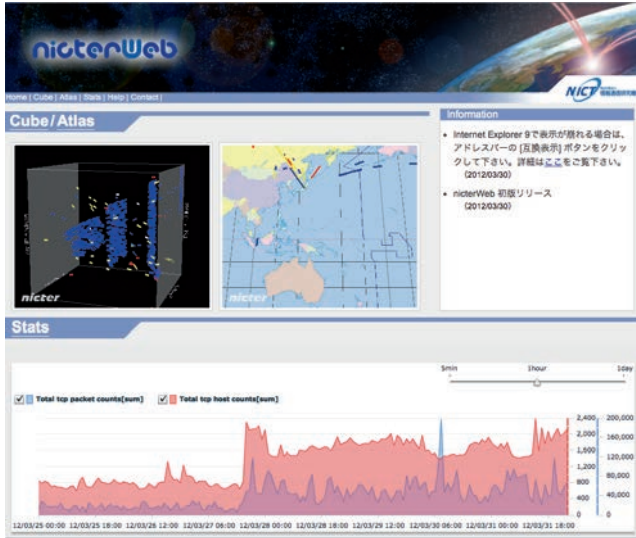 nicterWeb
NICT
Home | Cube | Atlas | Stats | Help | Contact |
Cube/Atlas
Information
• Internet Explorer 9で表示が崩れる場合は、
アドレスバーの [互換表示] ボタンをクリッ
クして下さい。詳細はここをご覧下さい。
(2012/03/30)
• nicterWeb 初版リリース
(2012/03/30)
nicter
nicter
Stats
5min 1hour 1day
Total tcp packet counts[sum] Total tcp host counts[sum]
2,400 200,000
2,000 160,000
1,600 120,000
1,200
800 80,000
400 40,000
0 0
12/03/25 00:00 12/03/25 18:00 12/03/26 12:00 12/03/27 06:00 12/03/28 00:00 12/03/28 18:00 12/03/29 12:00 12/03/30 06:00 12/03/31 00:00 12/03/31 18:00